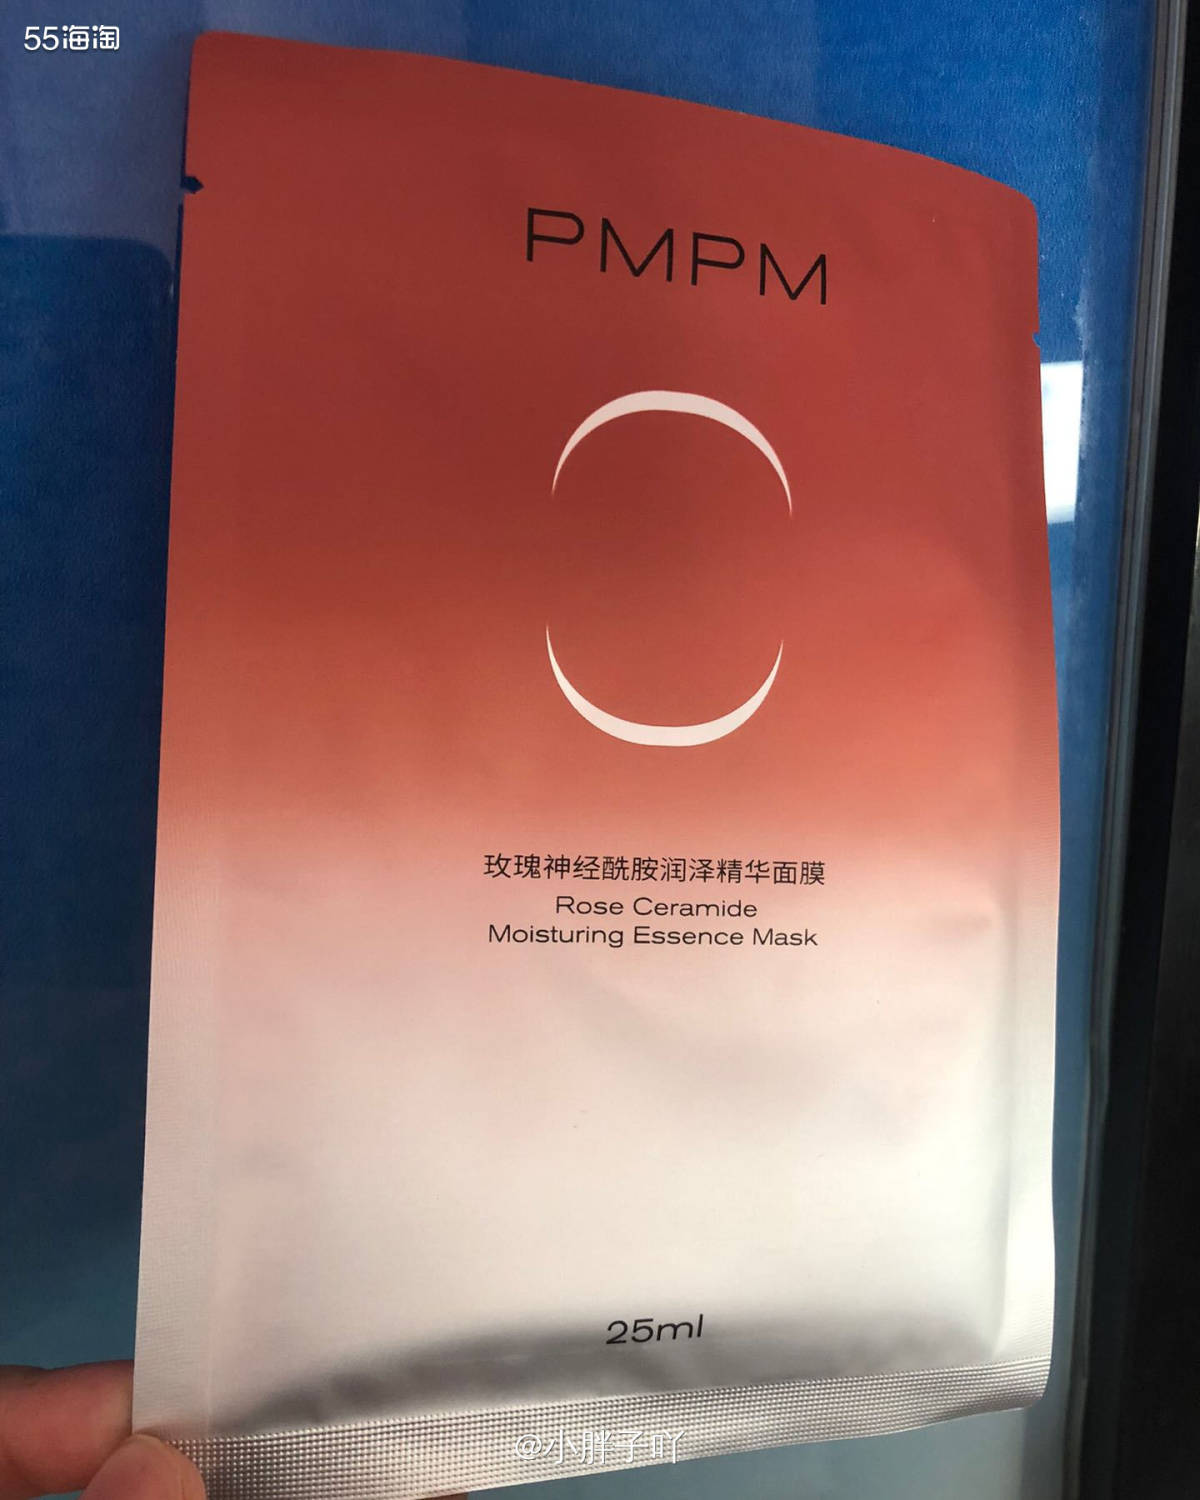 55海淘
PMPM
玫瑰神经酰胺润泽精华面膜
Rose Ceramide
Moisturing Essence Mask
25ml
@小胖子吖